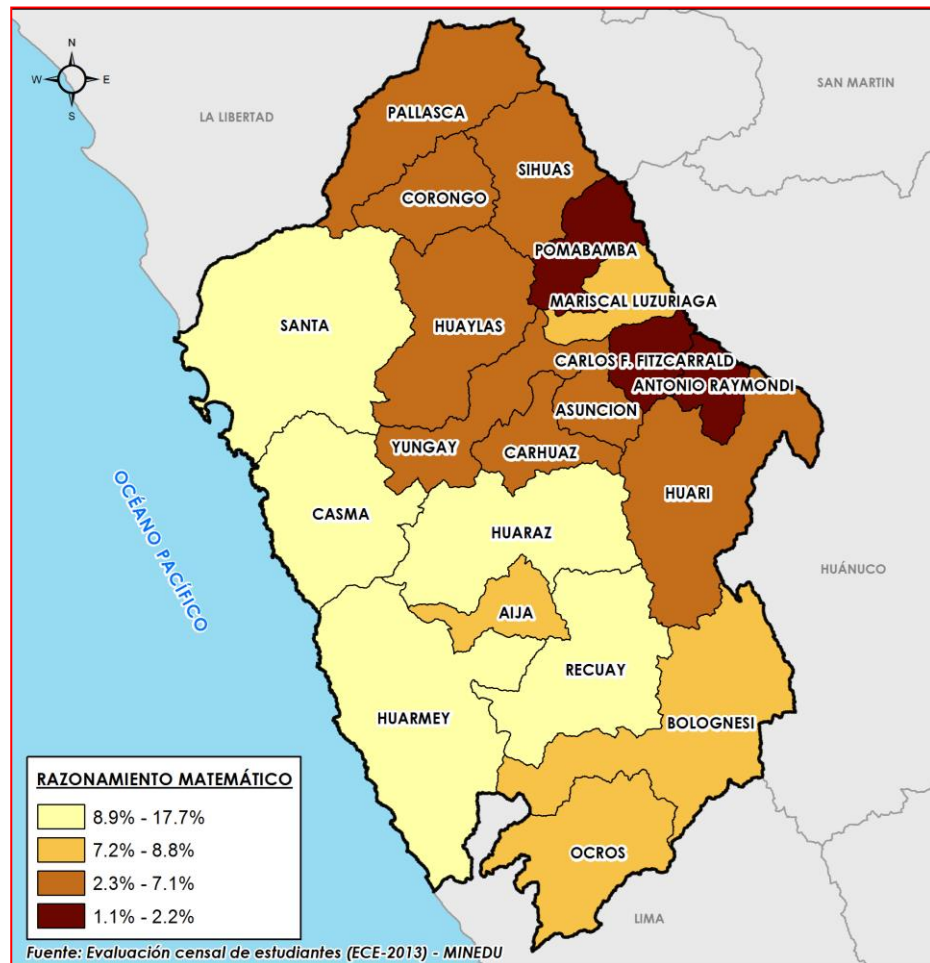 N
W E
S
SAN MARTIN
LA LIBERTAD
PALLASCA
SIHUAS
CORONGO
POMABAMBA
MARISCAL LUZURIAGA
SANTA
HUAYLAS
CARLOS F. FITZCARRALD
ANTONIO RAYMONDI
ASUNCION
YUNGAY
CARHUAZ
HUARI
OCÉANO PACÍFICO
CASMA
HUARAZ
HUÁNUCO
AIJA
RECUAY
HUARMEY
BOLOGNESI
RAZONAMIENTO MATEMÁTICO
8.9% - 17.7%
7.2% - 8.8%
2.3% - 7.1%
1.1% - 2.2%
OCROS
LIMA
Fuente: Evaluación censal de estudiantes (ECE-2013) - MINEDU